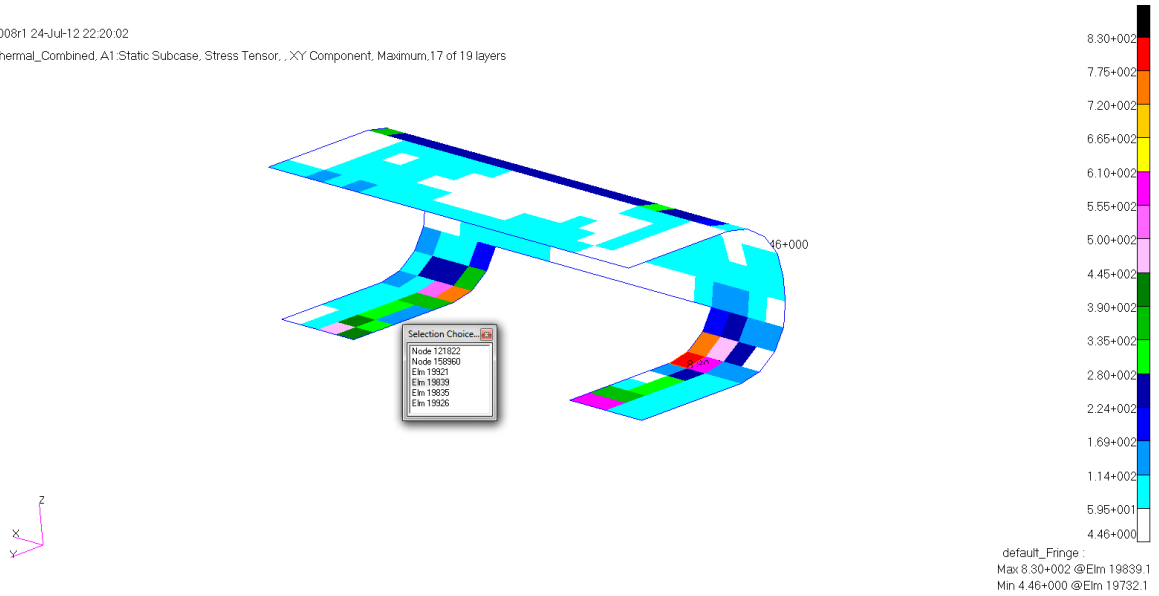 008r1 24-Jul-12 22:20:02
hermal_Combined, A1:Static Subcase, Stress Tensor, , XY Component, Maximum,17 of 19 layers
8.30+002
7.75+002
7.20+002
6.65+002
6.10+002
5.55+002
5.00+002
4.45+002
3.90+002
3.35+002
2.80+002
2.24+002
1.69+002
1.14+002
5.95+001
4.46+000
46+000
Selection Choice...
Node 121822
Node 158960
Elm 19921
Elm 19839
Elm 19835
Elm 19926
Z
X
Y
default_Fringe :
Max 8.30+002 @Elm 19839.1
Min 4.46+000 @Elm 19732.1